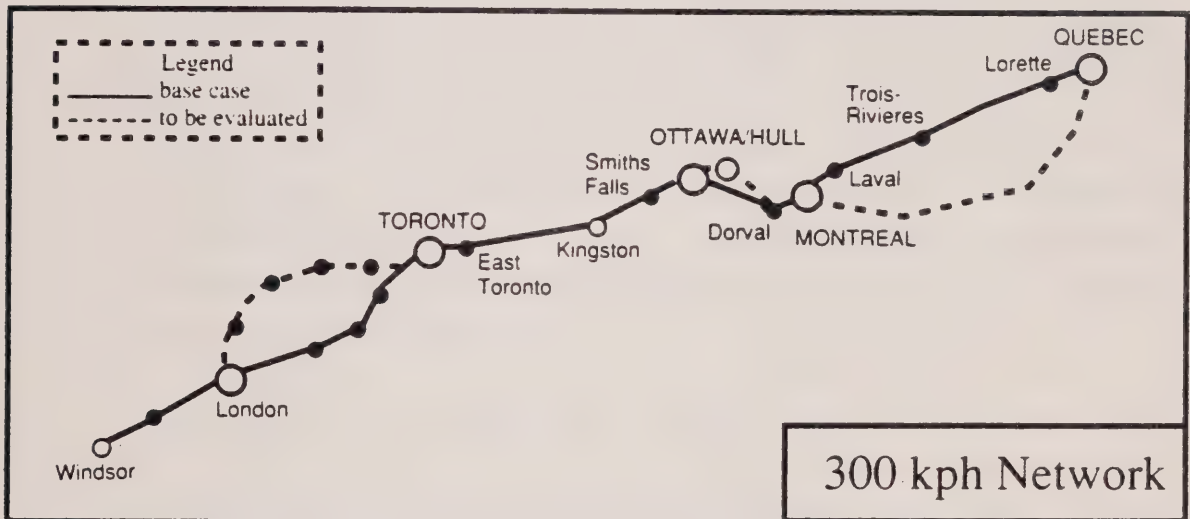 Legend
base case
to be evaluated
QUEBEC
Lorette
Trois-
Rivieres
OTTAWA/HULL
Smiths
Falls
Laval
TORONTO
Dorval
MONTREAL
Kingston
East
Toronto
London
Windsor
300 kph Network